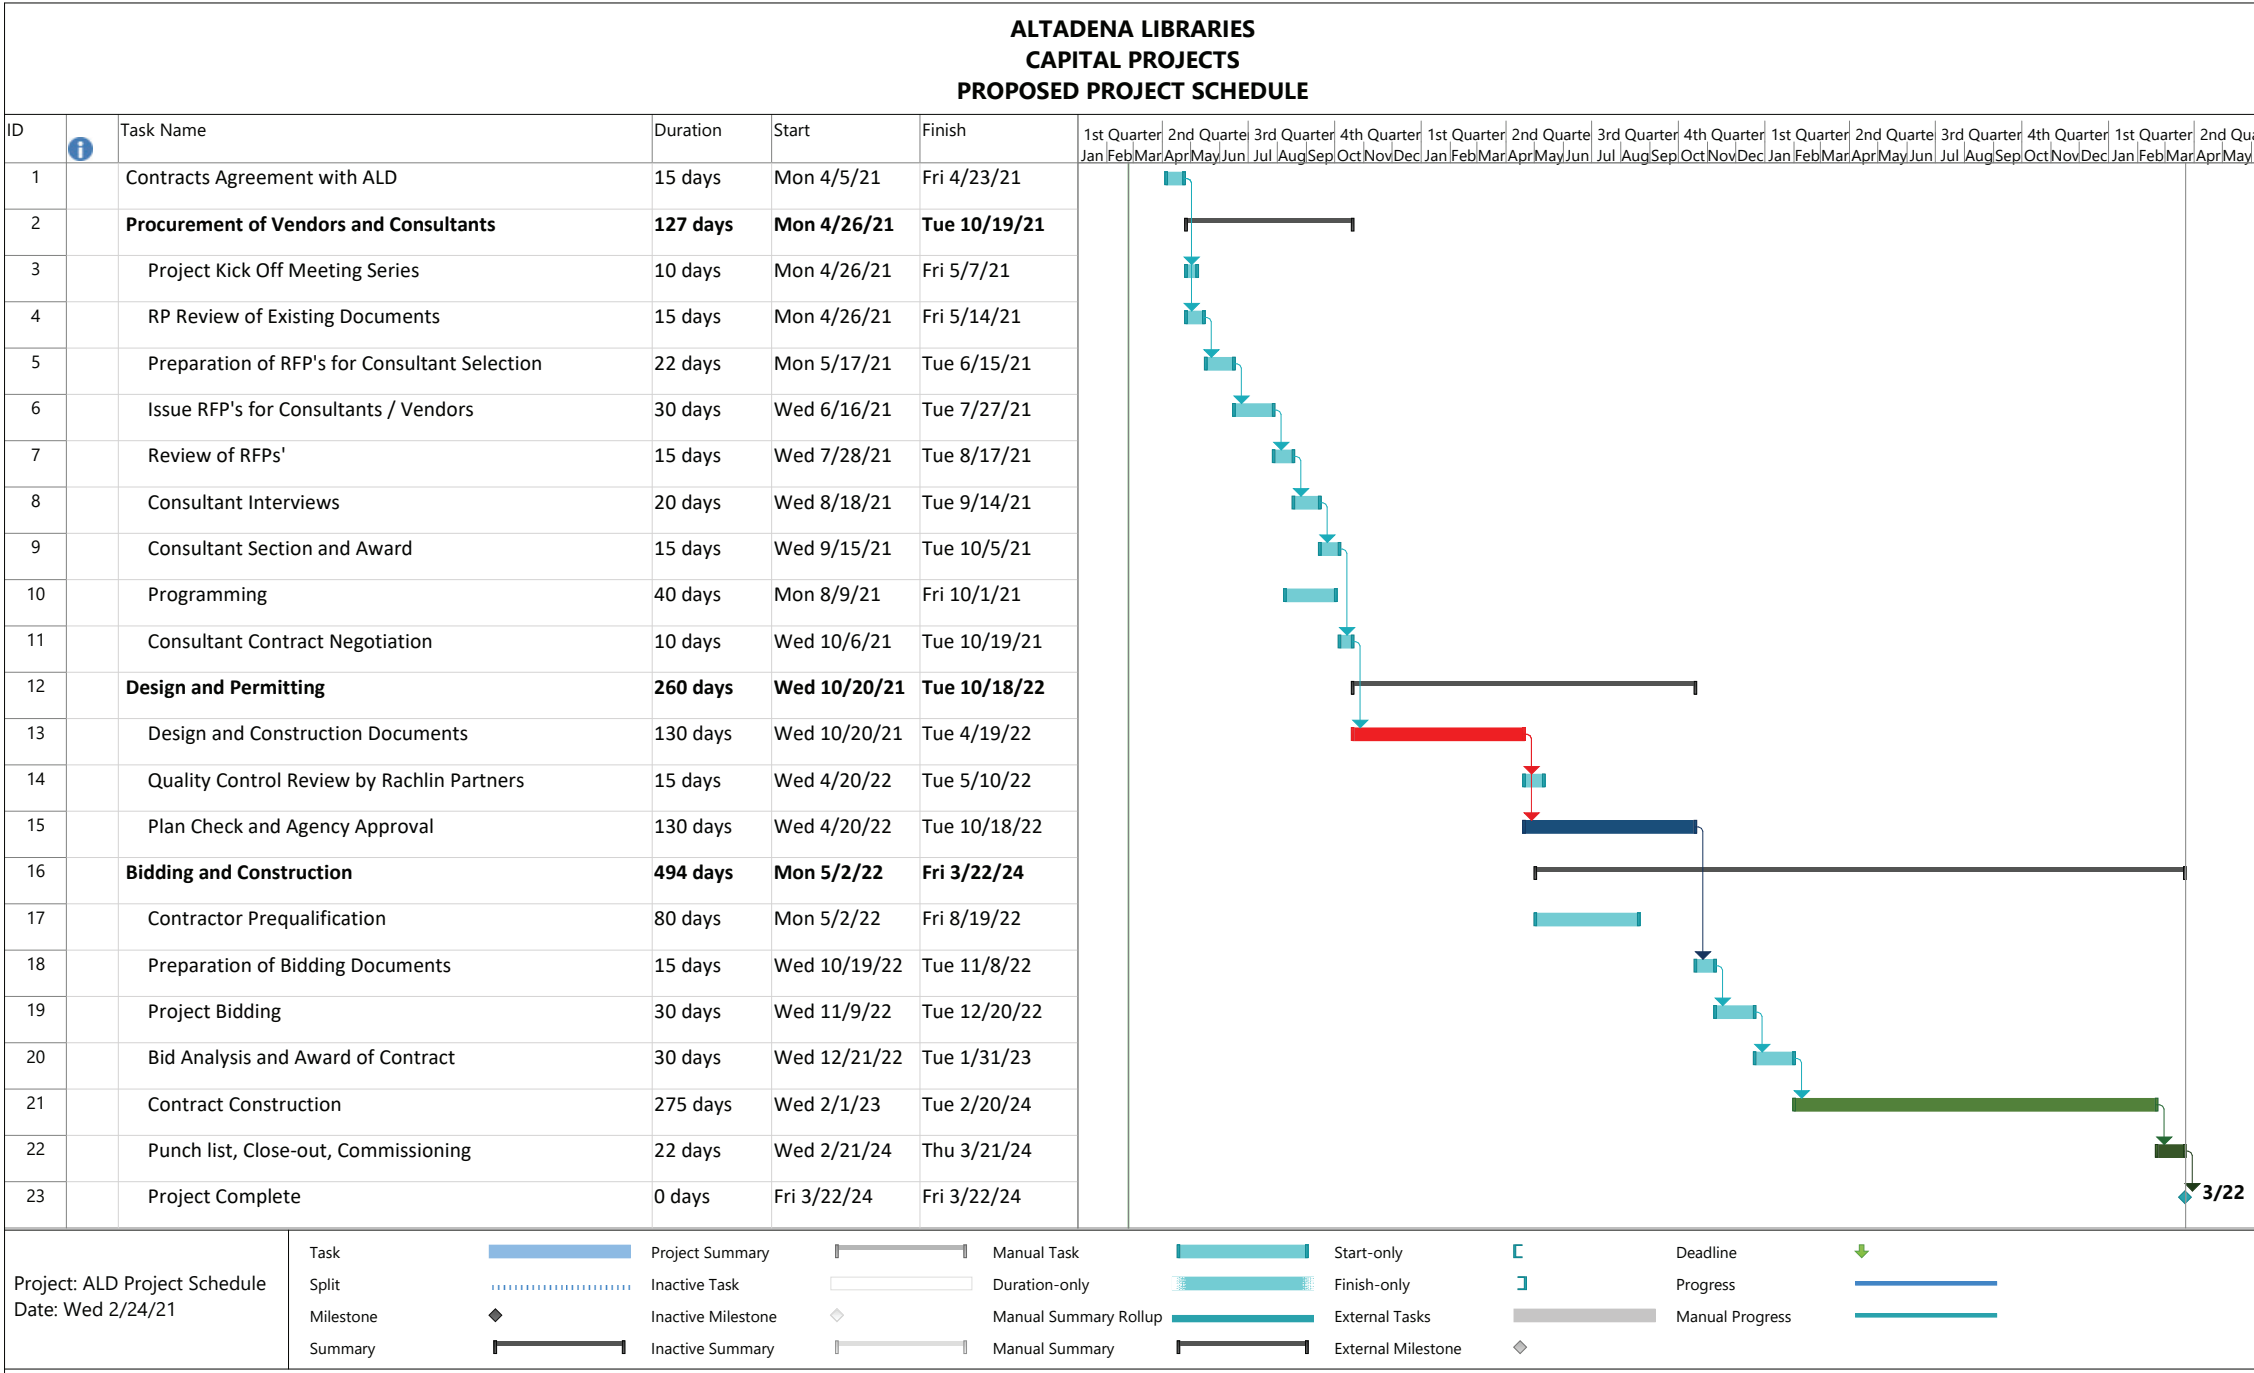 ALTADENA LIBRARIES
CAPITAL PROJECTS
PROPOSED PROJECT SCHEDULE
ID Task Name Duration Start Finish
1st Quarter 2nd Quarte 3rd Quarter 4th Quarter 1st Quarter 2nd Quarte 3rd Quarter 4th Quarter 1st Quarter 2nd Quarte 3rd Quarter 4th Quarter 1st Quarter 2nd Qua
Jan Feb Mar Apr May Jun Jul Aug Sep Oct Nov Dec Jan Feb Mar Apr May Jun Jul Aug Sep Oct Nov Dec Jan Feb Mar Apr May Jun Jul Aug Sep Oct Nov Dec Jan Feb Mar Apr May
1 Contracts Agreement with ALD 15 days Mon 4/5/21 Fri 4/23/21
2 Procurement of Vendors and Consultants 127 days Mon 4/26/21 Tue 10/19/21
3 Project Kick Off Meeting Series 10 days Mon 4/26/21 Fri 5/7/21
4 RP Review of Existing Documents 15 days Mon 4/26/21 Fri 5/14/21
5 Preparation of RFP's for Consultant Selection 22 days Mon 5/17/21 Tue 6/15/21
6 Issue RFP's for Consultants / Vendors 30 days Wed 6/16/21 Tue 7/27/21
7 Review of RFPs' 15 days Wed 7/28/21 Tue 8/17/21
8 Consultant Interviews 20 days Wed 8/18/21 Tue 9/14/21
9 Consultant Section and Award 15 days Wed 9/15/21 Tue 10/5/21
10 Programming 40 days Mon 8/9/21 Fri 10/1/21
11 Consultant Contract Negotiation 10 days Wed 10/6/21 Tue 10/19/21
12 Design and Permitting 260 days Wed 10/20/21 Tue 10/18/22
13 Design and Construction Documents 130 days Wed 10/20/21 Tue 4/19/22
14 Quality Control Review by Rachlin Partners 15 days Wed 4/20/22 Tue 5/10/22
15 Plan Check and Agency Approval 130 days Wed 4/20/22 Tue 10/18/22
16 Bidding and Construction 494 days Mon 5/2/22 Fri 3/22/24
17 Contractor Prequalification 80 days Mon 5/2/22 Fri 8/19/22
18 Preparation of Bidding Documents 15 days Wed 10/19/22 Tue 11/8/22
19 Project Bidding 30 days Wed 11/9/22 Tue 12/20/22
20 Bid Analysis and Award of Contract 30 days Wed 12/21/22 Tue 1/31/23
21 Contract Construction 275 days Wed 2/1/23 Tue 2/20/24
22 Punch list, Close-out, Commissioning 22 days Wed 2/21/24 Thu 3/21/24
23 Project Complete 0 days Fri 3/22/24 Fri 3/22/24 3/22
Project: ALD Project Schedule
Date: Wed 2/24/21
Task Project Summary Manual Task Start-only Deadline
Split Inactive Task Duration-only Finish-only Progress
Milestone Inactive Milestone Manual Summary Rollup External Tasks Manual Progress
Summary Inactive Summary Manual Summary External Milestone